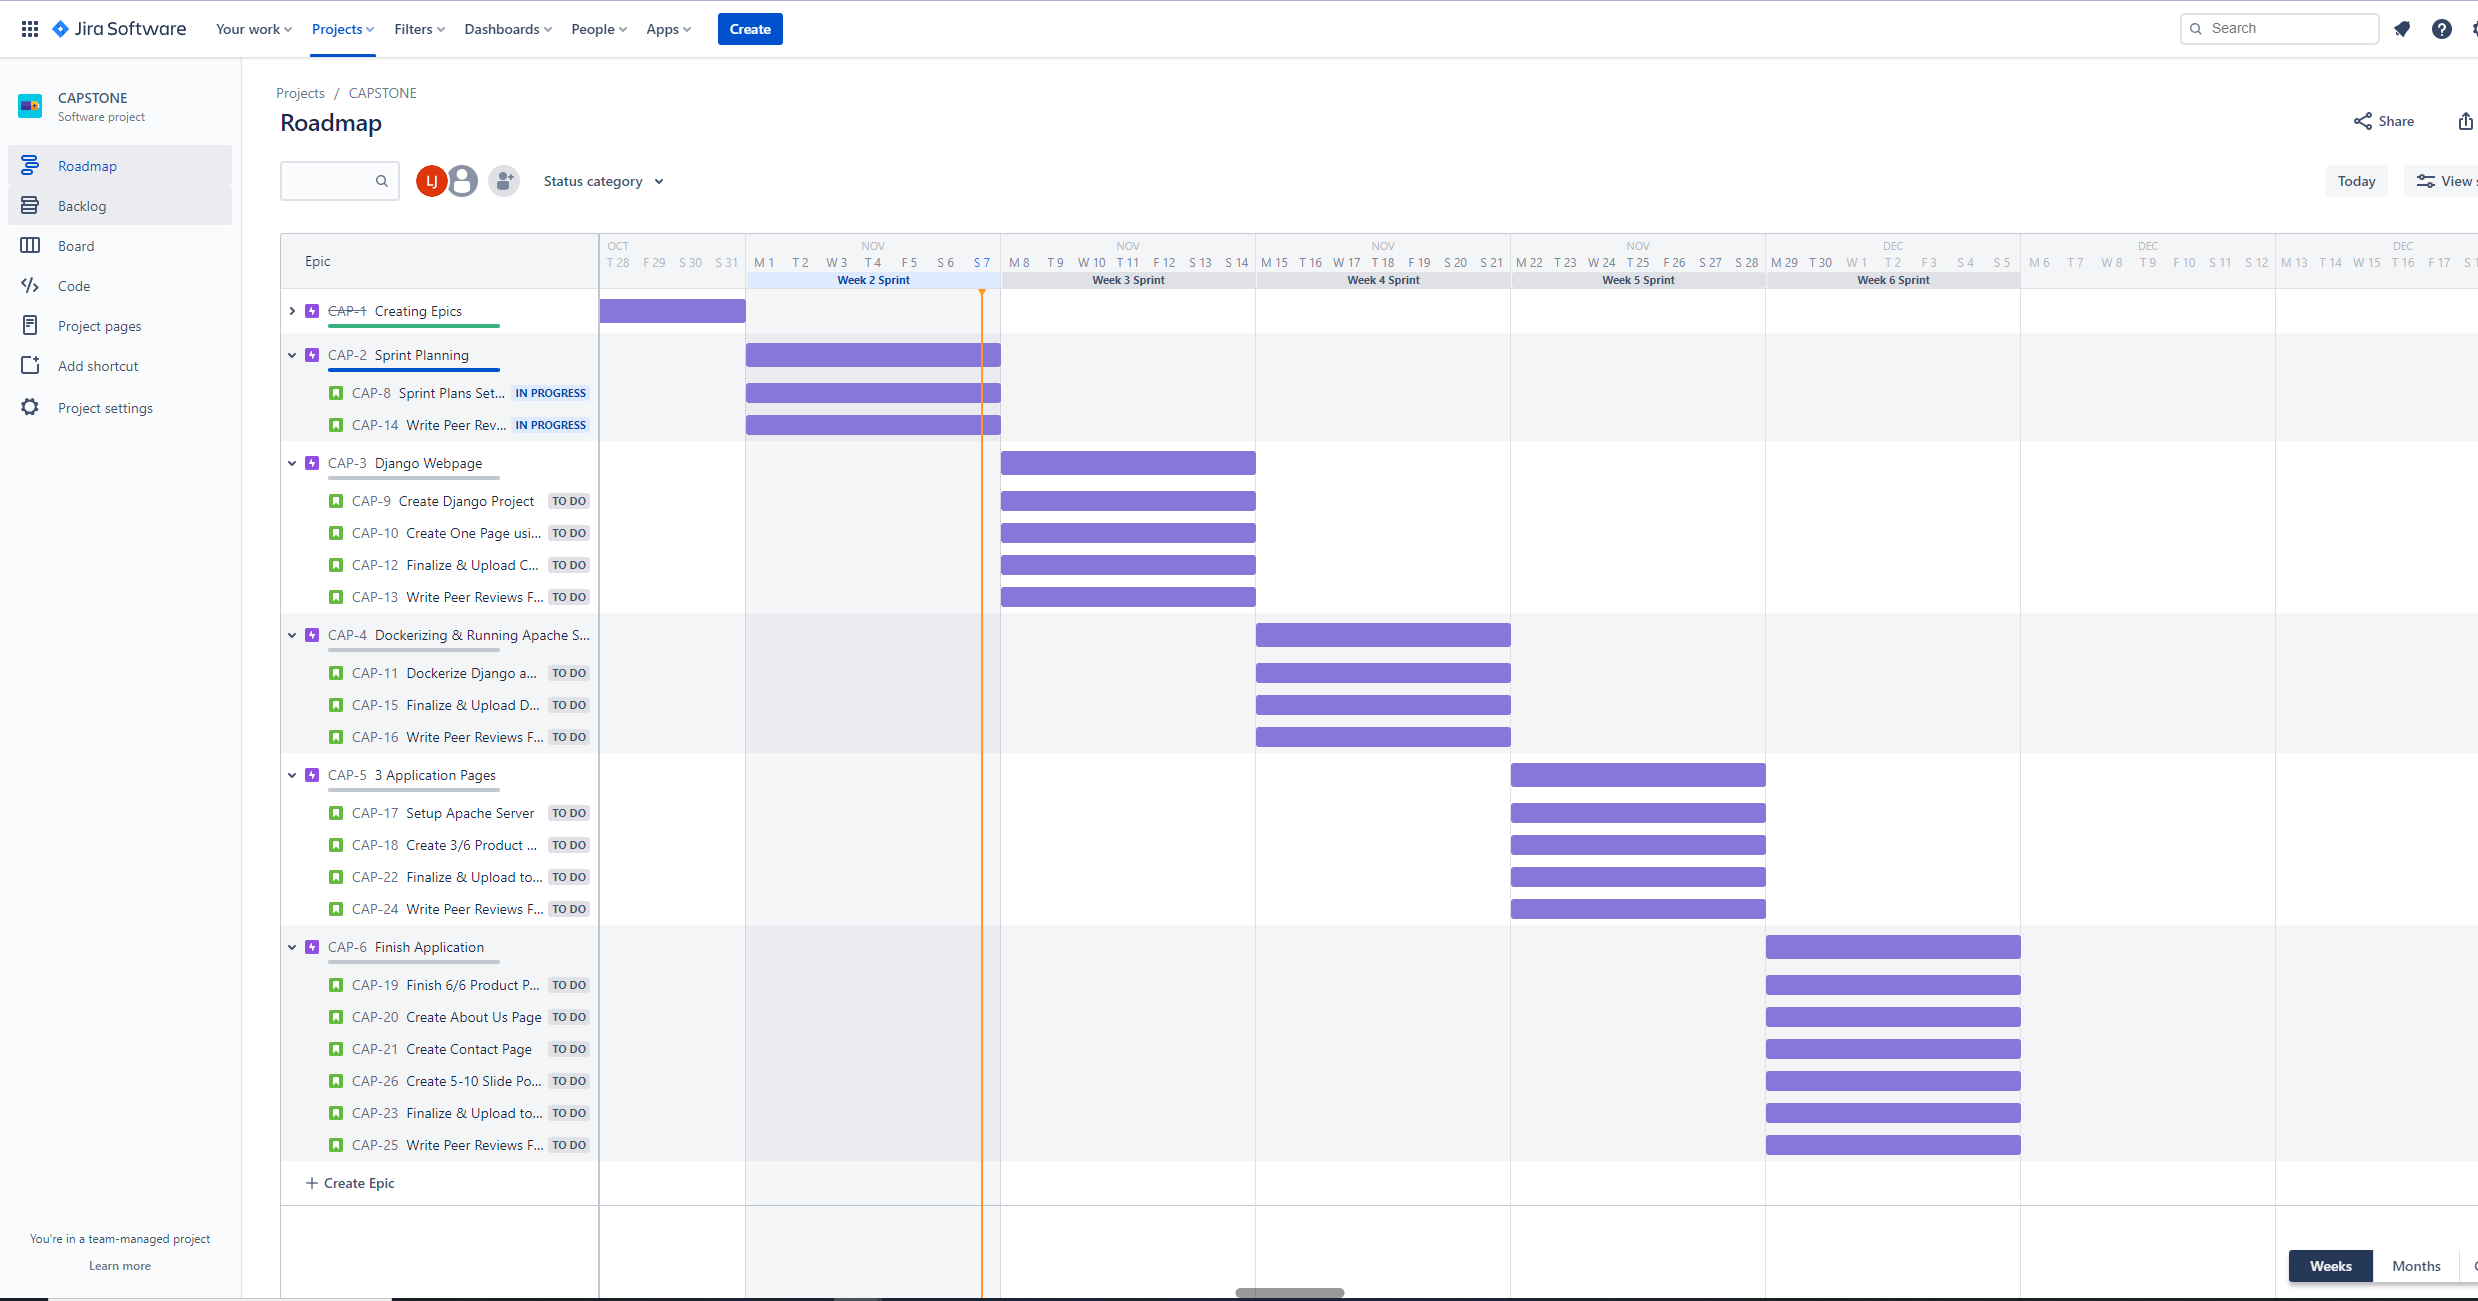 Jira Software Your work Projects Filters Dashboards People Apps Create Search
CAPSTONE
Software project
Roadmap
Backlog
Board
Code
Project pages
Add shortcut
Project settings
You're in a team-managed project
Learn more
Projects / CAPSTONE
Roadmap
Share
LJ Status category Today View
Epic
OCT NOV NOV NOV NOV DEC DEC DEC
T 28 F 29 S 30 S 31 M 1 T 2 W 3 T 4 F 5 S 6 S 7 M 8 T 9 W 10 T 11 F 12 S 13 S 14 M 15 T 16 W 17 T 18 F 19 S 20 S 21 M 22 T 23 W 24 T 25 F 26 S 27 S 28 M 29 T 30 W 1 T 2 F 3 S 4 S 5 M 6 T 7 W 8 T 9 F 10 S 11 S 12 M 13 T 14 W 15 T 16 F 17
Week 2 Sprint Week 3 Sprint Week 4 Sprint Week 5 Sprint Week 6 Sprint
CAP-1 Creating Epics
CAP-2 Sprint Planning
CAP-8 Sprint Plans Set... IN PROGRESS
CAP-14 Write Peer Rev... IN PROGRESS
CAP-3 Django Webpage
CAP-9 Create Django Project TO DO
CAP-10 Create One Page usi... TO DO
CAP-12 Finalize & Upload C... TO DO
CAP-13 Write Peer Reviews F... TO DO
CAP-4 Dockerizing & Running Apache S...
CAP-11 Dockerize Django a... TO DO
CAP-15 Finalize & Upload D... TO DO
CAP-16 Write Peer Reviews F... TO DO
CAP-5 3 Application Pages
CAP-17 Setup Apache Server TO DO
CAP-18 Create 3/6 Product ... TO DO
CAP-22 Finalize & Upload to... TO DO
CAP-24 Write Peer Reviews F... TO DO
CAP-6 Finish Application
CAP-19 Finish 6/6 Product P... TO DO
CAP-20 Create About Us Page TO DO
CAP-21 Create Contact Page TO DO
CAP-26 Create 5-10 Slide Po... TO DO
CAP-23 Finalize & Upload to... TO DO
CAP-25 Write Peer Reviews F... TO DO
+ Create Epic
Weeks Months